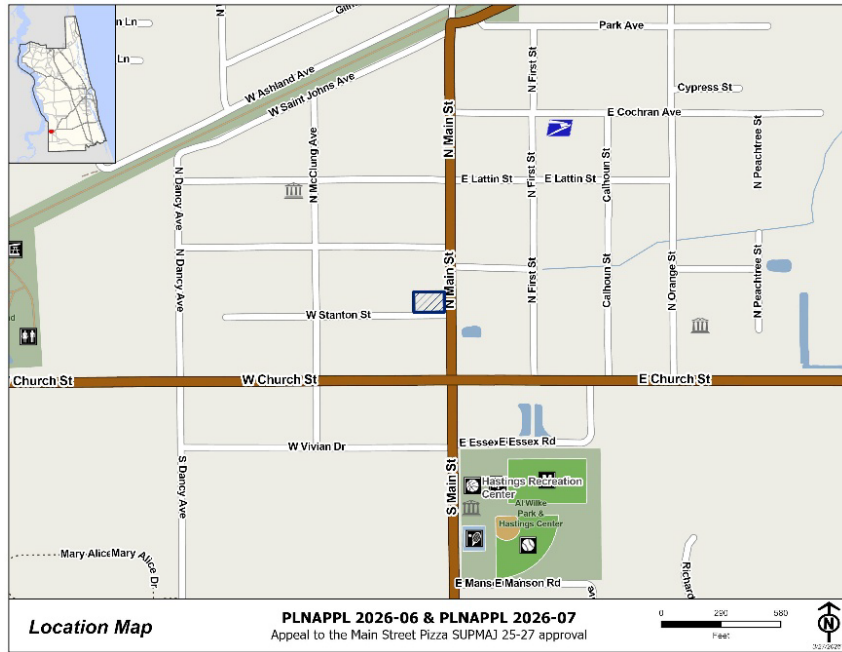 n Ln
Ln
N
Gilm
W Ashland Ave
W Saint Johns Ave
N Main St
Park Ave
N First St
Cypress St
E Cochran Ave
N Dancy Ave
N McClung Ave
E Lattin St
E Lattin St
N First St
Calhoun St
N Peachtree St
N Dancy Ave
N Main St
N First St
Calhoun St
N Orange St
N Peachtree St
W Stanton St
Church St
W Church St
E Church St
W Vivian Dr
E Essex
E Essex Rd
S Dancy Ave
S Main St
Hastings Recreation
Center
Al Wilke
Park &
Hastings Center
Mary Alice
Mary Alice Dr
E Mans
E Manson Rd
Richard
Location Map
PLNAPPL 2026-06 & PLNAPPL 2026-07
Appeal to the Main Street Pizza SUPMAJ 25-27 approval
0 290 580
Feet
N